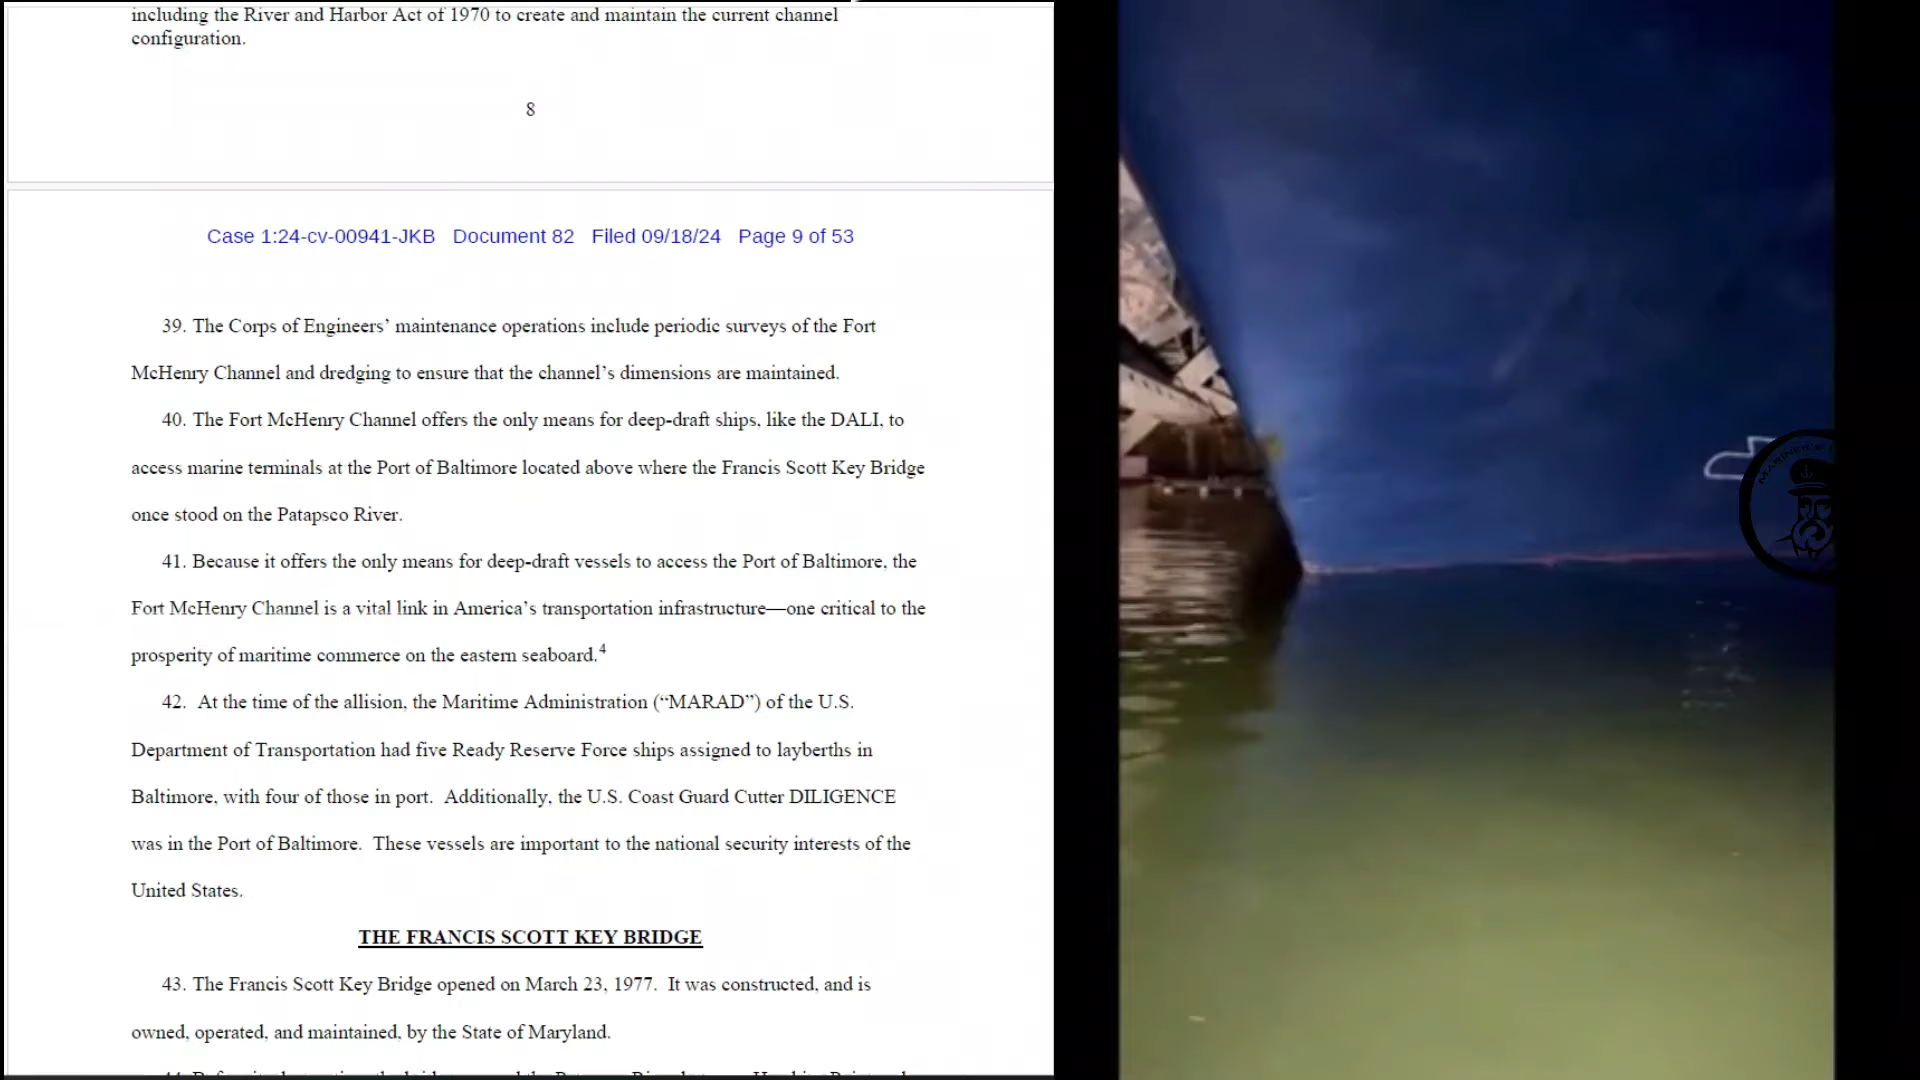 including the River and Harbor Act of 1970 to create and maintain the current channel
configuration.
8
Case 1:24-cv-00941-JKB Document 82 Filed 09/18/24 Page 9 of 53
39. The Corps of Engineers’ maintenance operations include periodic surveys of the Fort
McHenry Channel and dredging to ensure that the channel’s dimensions are maintained.
40. The Fort McHenry Channel offers the only means for deep-draft ships, like the DALI, to
access marine terminals at the Port of Baltimore located above where the Francis Scott Key Bridge
once stood on the Patapsco River.
41. Because it offers the only means for deep-draft vessels to access the Port of Baltimore, the
Fort McHenry Channel is a vital link in America’s transportation infrastructure—one critical to the
prosperity of maritime commerce on the eastern seaboard.4
42. At the time of the allision, the Maritime Administration (“MARAD”) of the U.S.
Department of Transportation had five Ready Reserve Force ships assigned to layberths in
Baltimore, with four of those in port. Additionally, the U.S. Coast Guard Cutter DILIGENCE
was in the Port of Baltimore. These vessels are important to the national security interests of the
United States.
THE FRANCIS SCOTT KEY BRIDGE
43. The Francis Scott Key Bridge opened on March 23, 1977. It was constructed, and is
owned, operated, and maintained, by the State of Maryland.